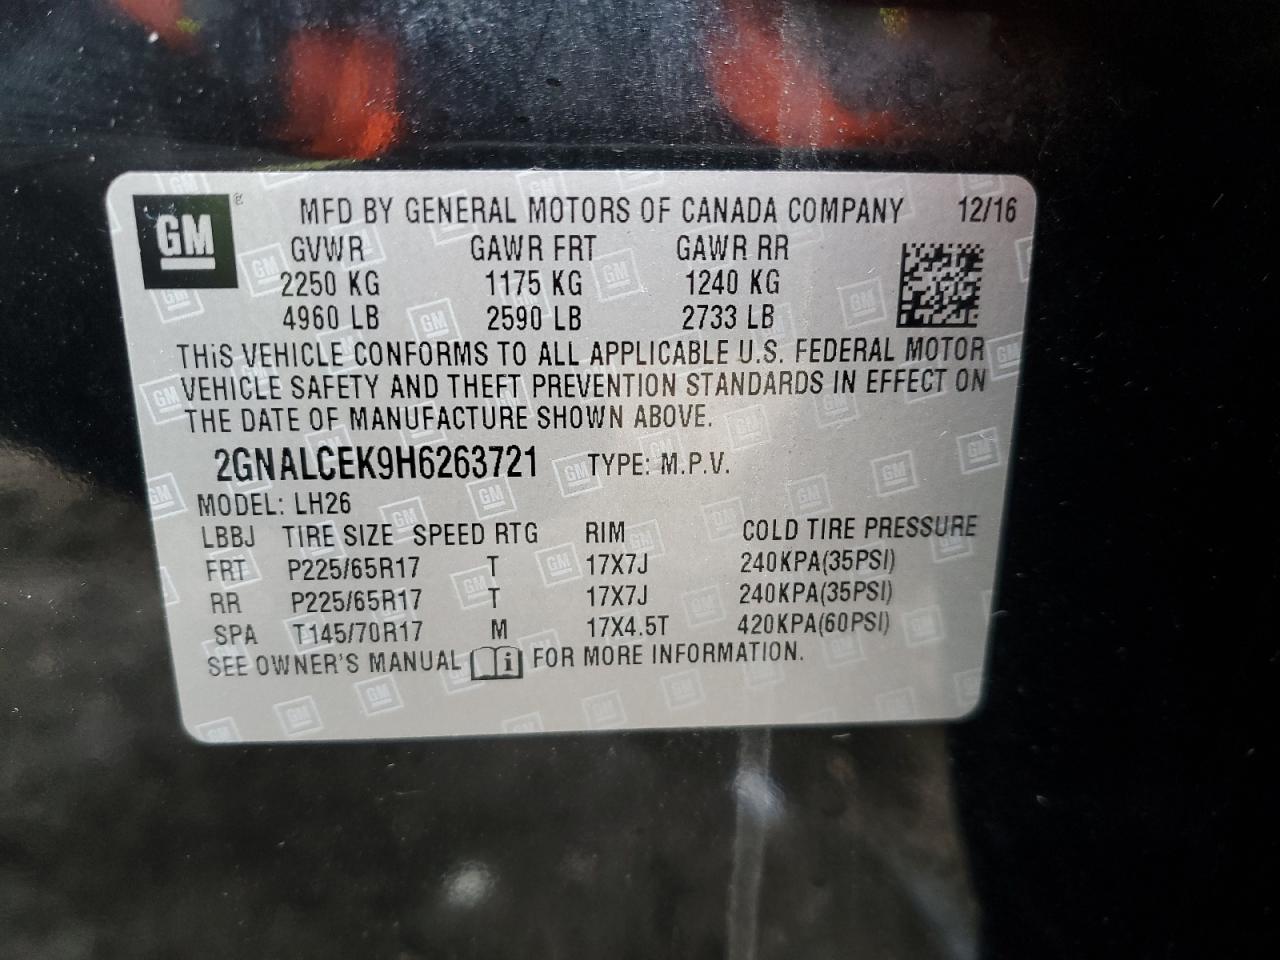 GM ® MFD BY GENERAL MOTORS OF CANADA COMPANY 12/16
GVWR GAWR FRT GAWR RR
2250 KG 1175 KG 1240 KG
4960 LB 2590 LB 2733 LB
THiS VEHICLE CONFORMS TO ALL APPLICABLE U.S. FEDERAL MOTOR
VEHICLE SAFETY AND THEFT PREVENTION STANDARDS IN EFFECT ON
THE DATE OF MANUFACTURE SHOWN ABOVE.
2GNALCEK9H6263721 TYPE: M.P.V.
MODEL: LH26
LBBJ TIRE SIZE SPEED RTG RIM COLD TIRE PRESSURE
FRT P225/65R17 T 17X7J 240KPA(35PSI)
RR P225/65R17 T 17X7J 240KPA(35PSI)
SPA T145/70R17 M 17X4.5T 420KPA(60PSI)
SEE OWNER'S MANUAL i FOR MORE INFORMATION.